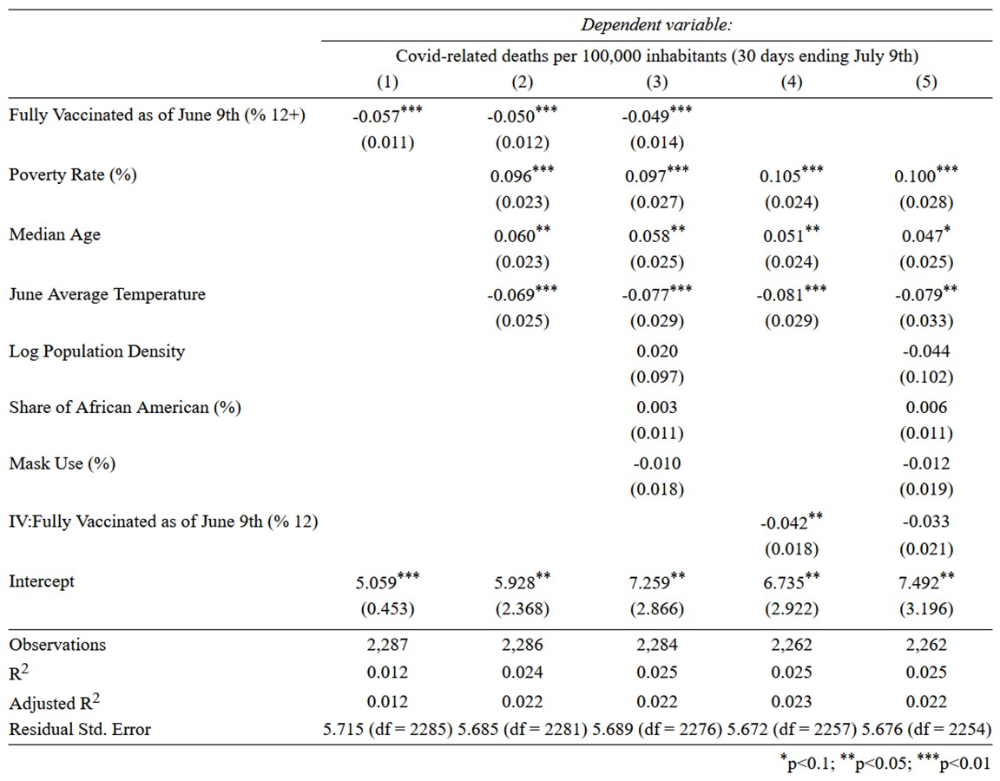 Dependent variable:
Covid-related deaths per 100,000 inhabitants (30 days ending July 9th)
(1) (2) (3) (4) (5)
Fully Vaccinated as of June 9th (% 12+) -0.057*** -0.050*** -0.049***
(0.011) (0.012) (0.014)
Poverty Rate (%) 0.096*** 0.097*** 0.105*** 0.100***
(0.023) (0.027) (0.024) (0.028)
Median Age 0.060** 0.058** 0.051** 0.047*
(0.023) (0.025) (0.024) (0.025)
June Average Temperature -0.069*** -0.077*** -0.081*** -0.079**
(0.025) (0.029) (0.029) (0.033)
Log Population Density 0.020 -0.044
(0.097) (0.102)
Share of African American (%) 0.003 0.006
(0.011) (0.011)
Mask Use (%) -0.010 -0.012
(0.018) (0.019)
IV:Fully Vaccinated as of June 9th (% 12) -0.042** -0.033
(0.018) (0.021)
Intercept 5.059*** 5.928** 7.259** 6.735** 7.492**
(0.453) (2.368) (2.866) (2.922) (3.196)
Observations 2,287 2,286 2,284 2,262 2,262
R2 0.012 0.024 0.025 0.025 0.025
Adjusted R2 0.012 0.022 0.022 0.023 0.022
Residual Std. Error 5.715 (df = 2285) 5.685 (df = 2281) 5.689 (df = 2276) 5.672 (df = 2257) 5.676 (df = 2254)
*p<0.1; **p<0.05; ***p<0.01